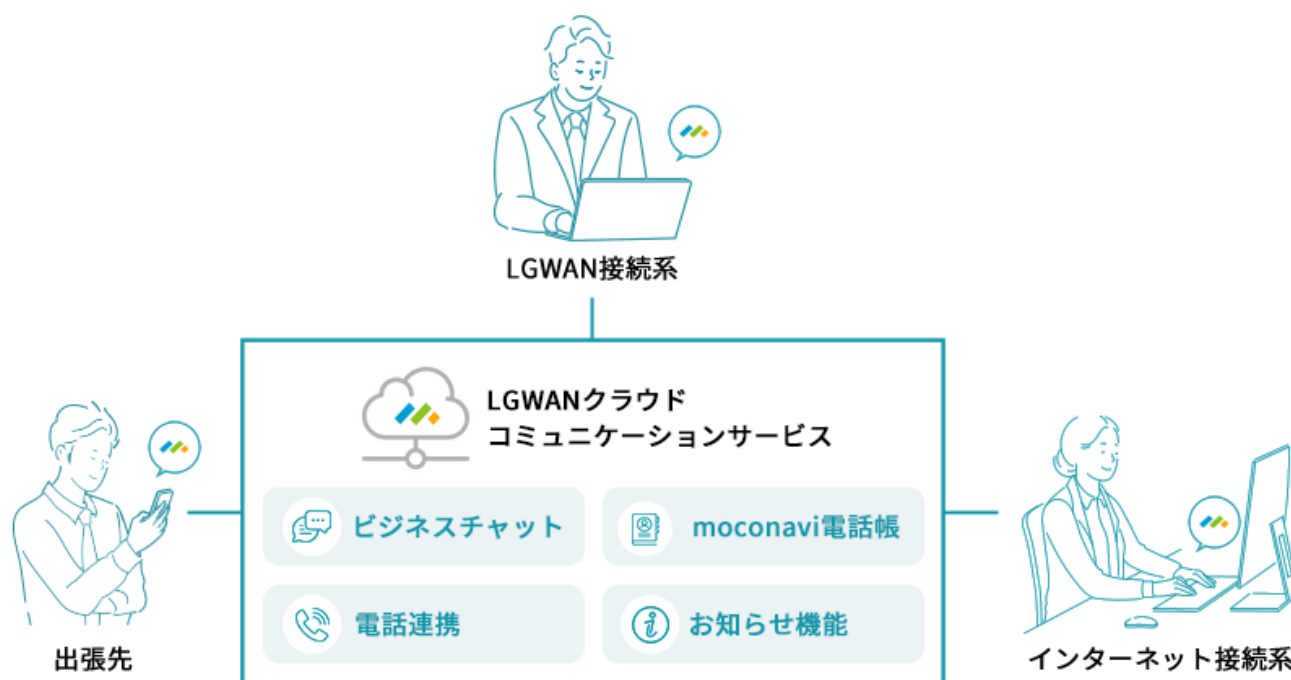 LGWAN接続系
LGWANクラウド
コミュニケーションサービス
ビジネスチャット
moconavi電話帳
電話連携
お知らせ機能
出張先
インターネット接続系